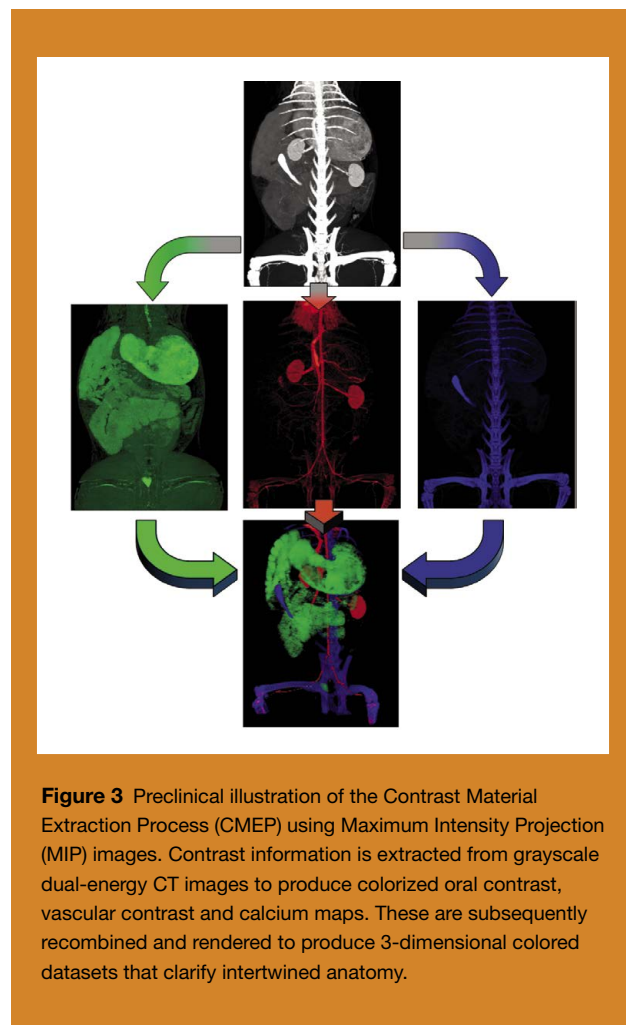 Figure 3 Preclinical illustration of the Contrast Material
Extraction Process (CMEP) using Maximum Intensity Projection
(MIP) images. Contrast information is extracted from grayscale
dual-energy CT images to produce colorized oral contrast,
vascular contrast and calcium maps. These are subsequently
recombined and rendered to produce 3-dimensional colored
datasets that clarify intertwined anatomy.